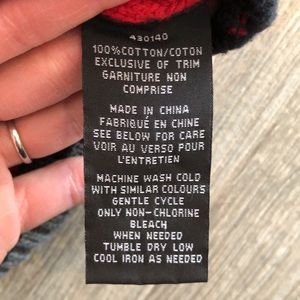 430140
100%COTTON/COTON
EXCLUSIVE OF TRIM
GARNITURE NON
COMPRISE
MADE IN CHINA
FABRIQUÉ EN CHINE
SEE BELOW FOR CARE
VOIR AU VERSO POUR
L'ENTRETIEN
MACHINE WASH COLD
WITH SIMILAR COLOURS
GENTLE CYCLE
ONLY NON-CHLORINE
BLEACH
WHEN NEEDED
TUMBLE DRY LOW
COOL IRON AS NEEDED